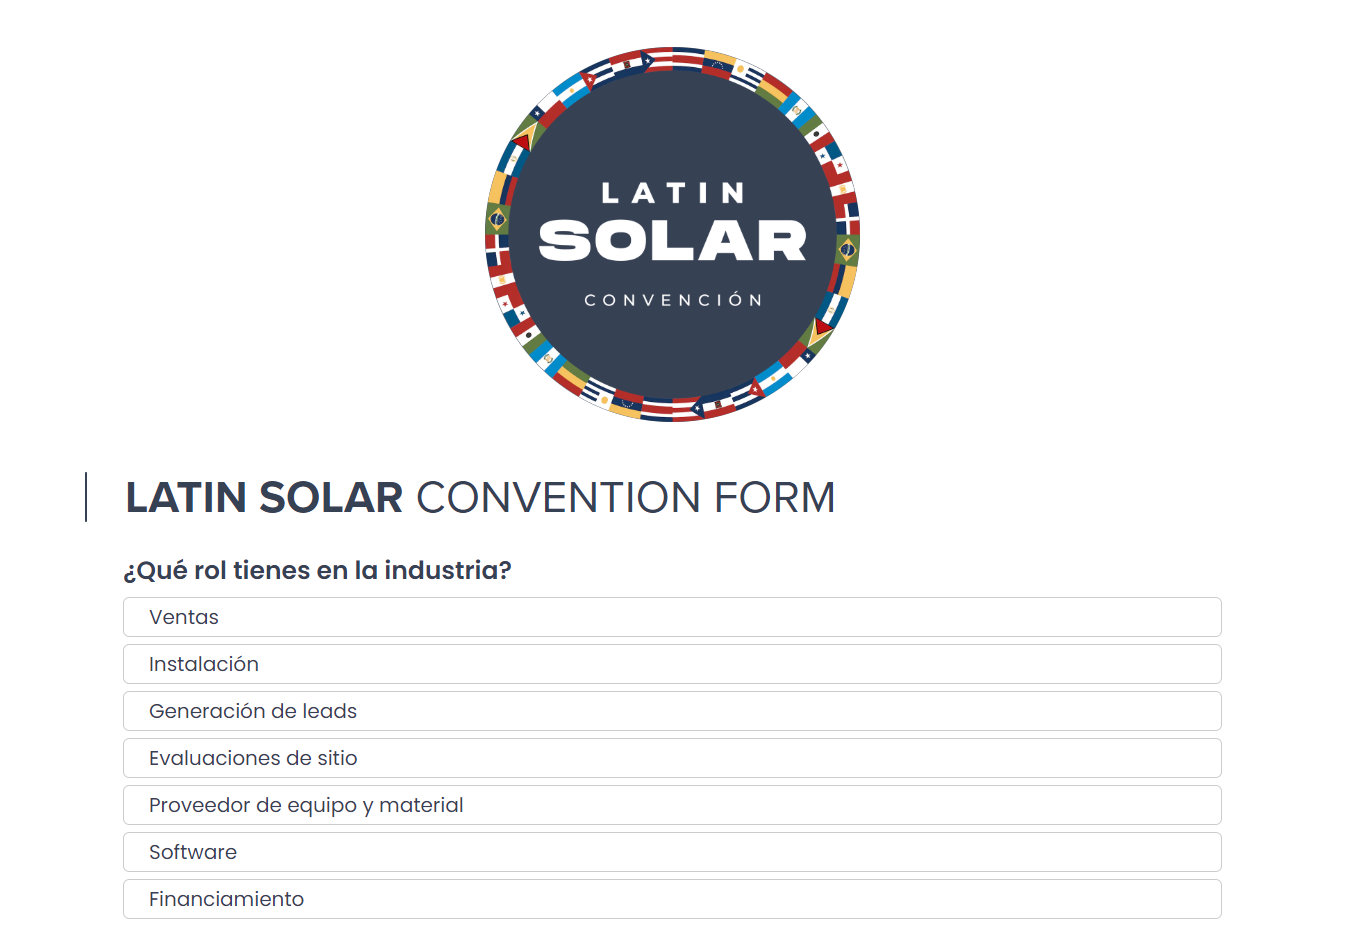 LATIN
SOLAR
CONVENCIÓN
LATIN SOLAR CONVENTION FORM
¿Qué rol tienes en la industria?
Ventas
Instalación
Generación de leads
Evaluaciones de sitio
Proveedor de equipo y material
Software
Financiamiento